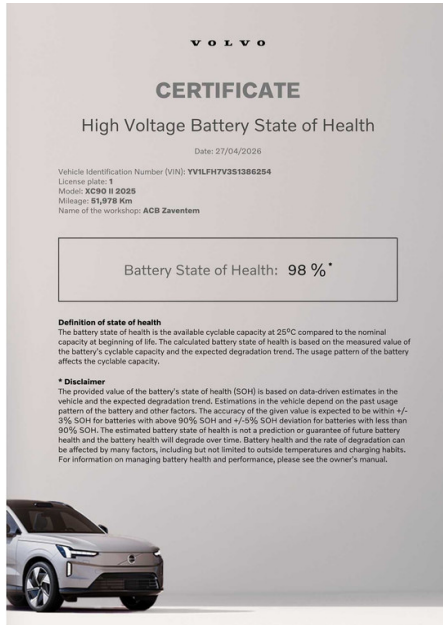 VOLVO
CERTIFICATE
High Voltage Battery State of Health
Date: 27/04/2026
Vehicle Identification Number (VIN): YV1LFH7V3S1386254
License plate: 1
Model: XC90 II 2025
Mileage: 51,978 Km
Name of the workshop: ACB Zaventem
Battery State of Health: 98 %*
Definition of state of health
The battery state of health is the available cyclable capacity at 25°C compared to the nominal
capacity at beginning of life. The calculated battery state of health is based on the measured value of
the battery's cyclable capacity and the expected degradation trend. The usage pattern of the battery
affects the cyclable capacity.
* Disclaimer
The provided value of the battery's state of health (SOH) is based on data-driven estimates in the
vehicle and the expected degradation trend. Estimations in the vehicle depend on the past usage
pattern of the battery and other factors. The accuracy of the given value is expected to be within +/-
3% SOH for batteries with above 90% SOH and +/-5% SOH deviation for batteries with less than
90% SOH. The estimated battery state of health is not a prediction or guarantee of future battery
health and the battery health will degrade over time. Battery health and the rate of degradation can
be affected by many factors, including but not limited to outside temperatures and charging habits.
For information on managing battery health and performance, please see the owner's manual.